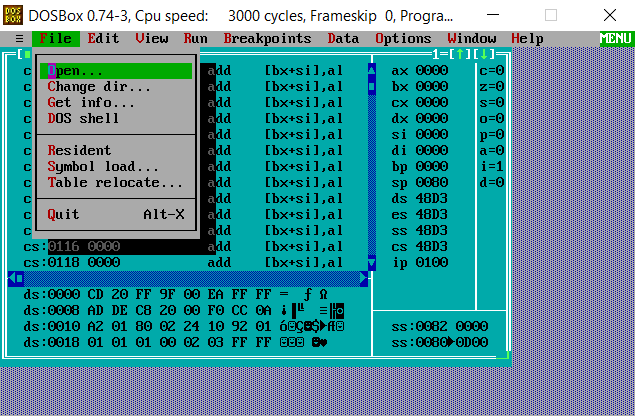 DOSBox 0.74-3, Cpu speed: 3000 cycles, Frameskip 0, Progra...
≡ File Edit View Run Breakpoints Data Options Window Help MENU
1=[↑][↓]
Open... add [bx+si],al ax 0000 c=0
Change dir... add [bx+si],al bx 0000 z=0
Get info... add [bx+si],al cx 0000 s=0
DOS shell add [bx+si],al dx 0000 o=0
add [bx+si],al si 0000 p=0
Resident add [bx+si],al di 0000 a=0
Symbol load... add [bx+si],al bp 0000 i=1
Table relocate... add [bx+si],al sp 0080 d=0
add [bx+si],al ds 48D3
Quit Alt-X add [bx+si],al es 48D3
add [bx+si],al ss 48D3
cs:0116 0000 add [bx+si],al cs 48D3
cs:0118 0000 add [bx+si],al ip 0100
ds:0000 CD 20 FF 9F 00 EA FF FF = ƒ Ω
ds:0008 AD DE C8 20 00 F0 CC 0A
ds:0010 A2 01 80 02 24 10 92 01 ó☺Ç☻$►Æ☺ ss:0082 0000
ds:0018 01 01 01 00 02 03 FF FF ☺☺☺ ☻♥ ss:0080►0D00